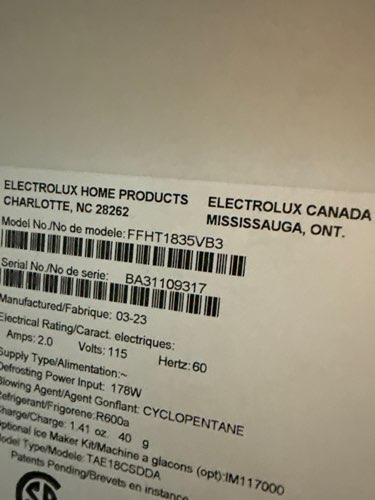 ELECTROLUX HOME PRODUCTS ELECTROLUX CANADA
CHARLOTTE, NC 28262 MISSISSAUGA, ONT.
Model No./No de modele: FFHT1835VB3
Serial No./No de serie: BA31109317
Manufactured/Fabrique: 03-23
Electrical Rating/Caract. electriques:
Amps: 2.0 Volts: 115 Hertz: 60
Supply Type/Alimentation:~
Defrosting Power Input: 178W
Blowing Agent/Agent Gonflant: CYCLOPENTANE
Refrigerant/Frigorene: R600a
Charge/Charge: 1.41 oz. 40 g
Optional Ice Maker Kit/Machine a glacons (opt):IM117000
Model Type/Modele: TAE18CSDDA
Patents Pending/Brevets en instance